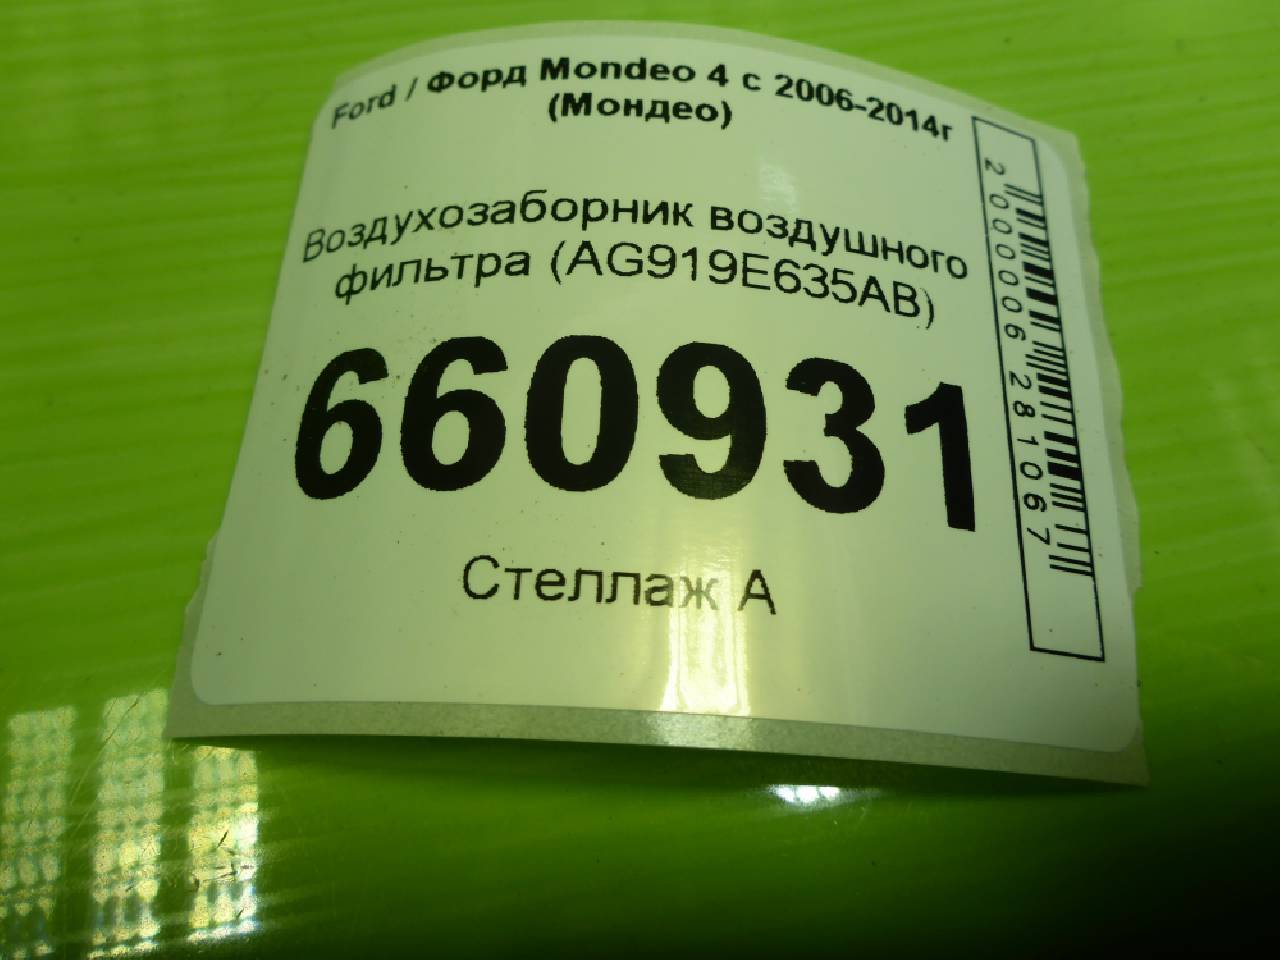 Ford / Форд Mondeo 4 с 2006-2014г
(Мондео)
Воздухозаборник воздушного
фильтра (AG919E635AB)
660931
Стеллаж А
2000006281067